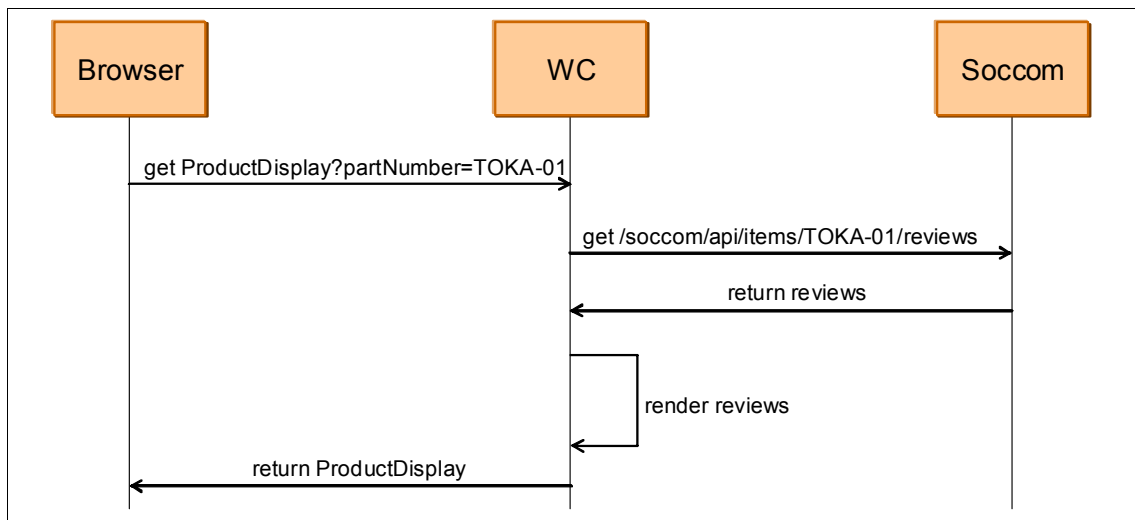 Browser
WC
Soccom
get ProductDisplay?partNumber=TOKA-01
get /soccom/api/items/TOKA-01/reviews
return reviews
render reviews
return ProductDisplay